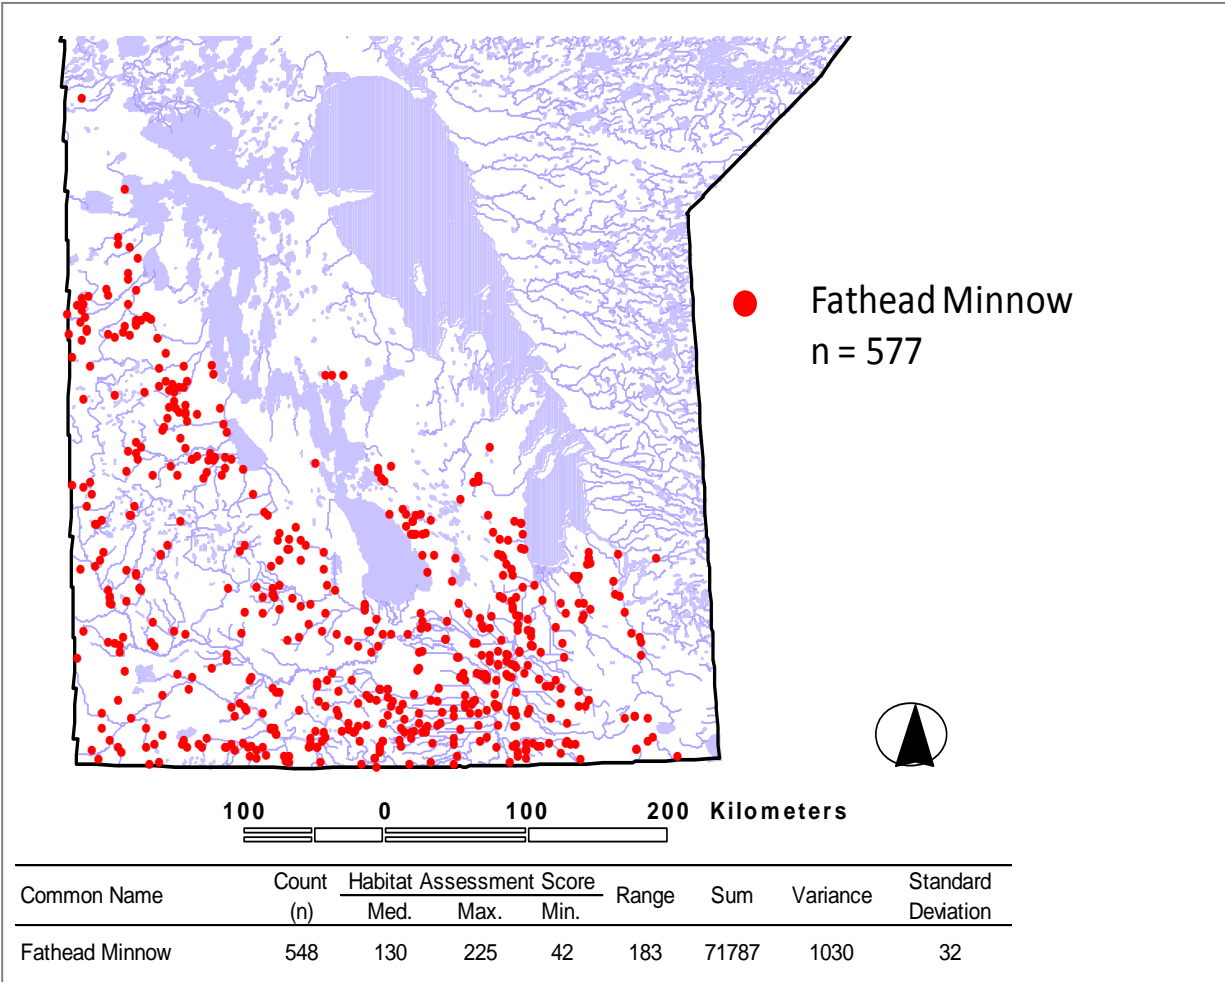 Fathead Minnow
n = 577
100 0 100 200 Kilometers
Common Name Count (n) Habitat Assessment Score Med. Max. Min. Range Sum Variance Standard Deviation
Fathead Minnow 548 130 225 42 183 71787 1030 32